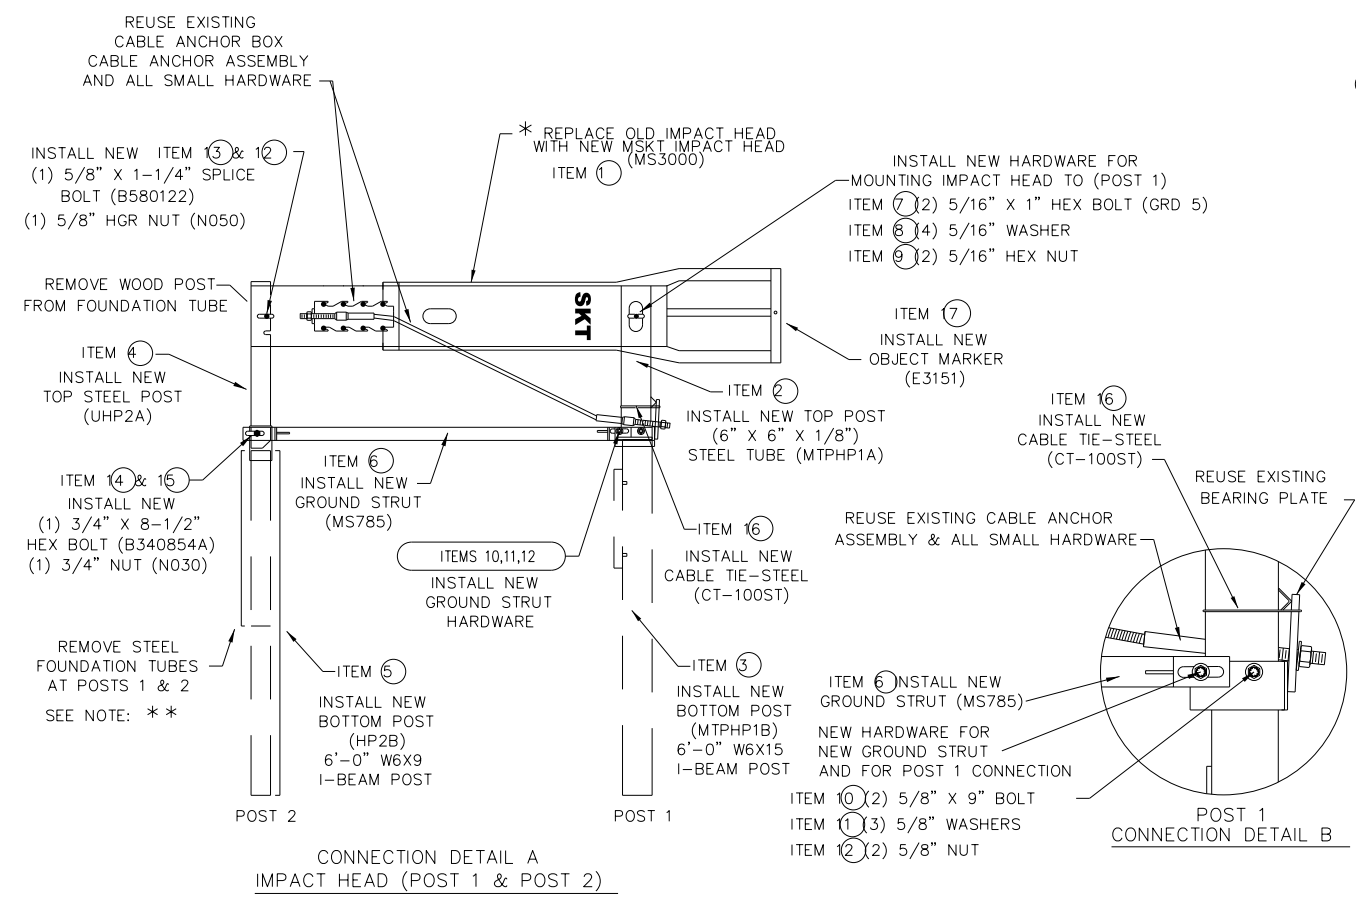 REUSE EXISTING
CABLE ANCHOR BOX
CABLE ANCHOR ASSEMBLY
AND ALL SMALL HARDWARE
* REPLACE OLD IMPACT HEAD
WITH NEW MSKT IMPACT HEAD
(MS3000)
ITEM 1
INSTALL NEW ITEM 13 & 12
(1) 5/8" X 1-1/4" SPLICE
BOLT (B580122)
(1) 5/8" HGR NUT (N050)
INSTALL NEW HARDWARE FOR
MOUNTING IMPACT HEAD TO (POST 1)
ITEM 7 (2) 5/16" X 1" HEX BOLT (GRD 5)
ITEM 8 (4) 5/16" WASHER
ITEM 9 (2) 5/16" HEX NUT
REMOVE WOOD POST
FROM FOUNDATION TUBE
SKT
ITEM 17
INSTALL NEW
OBJECT MARKER
(E3151)
ITEM 4
INSTALL NEW
TOP STEEL POST
(UHP2A)
ITEM 2
INSTALL NEW TOP POST
(6" X 6" X 1/8")
STEEL TUBE (MTPHP1A)
ITEM 16
INSTALL NEW
CABLE TIE-STEEL
(CT-100ST)
ITEM 14 & 15
INSTALL NEW
(1) 3/4" X 8-1/2"
HEX BOLT (B340854A)
(1) 3/4" NUT (N030)
ITEM 6
INSTALL NEW
GROUND STRUT
(MS785)
REUSE EXISTING
BEARING PLATE
REUSE EXISTING CABLE ANCHOR
ASSEMBLY & ALL SMALL HARDWARE
ITEM 16
INSTALL NEW
CABLE TIE-STEEL
(CT-100ST)
ITEMS 10,11,12
INSTALL NEW
GROUND STRUT
HARDWARE
REMOVE STEEL
FOUNDATION TUBES
AT POSTS 1 & 2
SEE NOTE: **
ITEM 5
INSTALL NEW
BOTTOM POST
(HP2B)
6'-0" W6X9
I-BEAM POST
ITEM 3
INSTALL NEW
BOTTOM POST
(MTPHP1B)
6'-0" W6X15
I-BEAM POST
ITEM 6 INSTALL NEW
GROUND STRUT (MS785)
NEW HARDWARE FOR
NEW GROUND STRUT
AND FOR POST 1 CONNECTION
ITEM 10 (2) 5/8" X 9" BOLT
ITEM 11 (3) 5/8" WASHERS
ITEM 12 (2) 5/8" NUT
POST 2
POST 1
POST 1
CONNECTION DETAIL B
CONNECTION DETAIL A
IMPACT HEAD (POST 1 & POST 2)